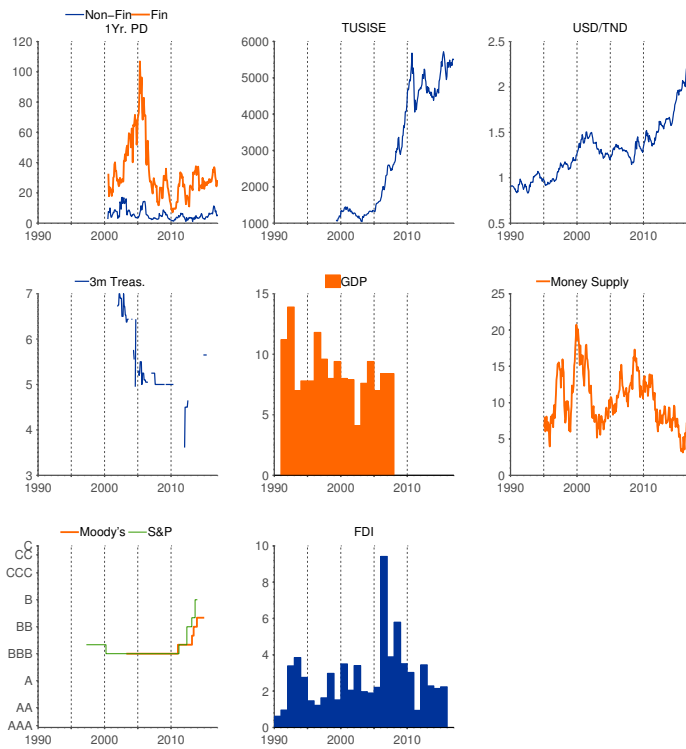 Non−Fin Fin
1Yr. PD
TUSISE
USD/TND
120
100
80
60
40
20
0
1990 2000 2010
6000
5000
4000
3000
2000
1000
1990 2000 2010
2.5
2
1.5
1
0.5
1990 2000 2010
3m Treas.
GDP
Money Supply
7
6
5
4
3
1990 2000 2010
15
10
5
0
1990 2000 2010
25
20
15
10
5
0
1990 2000 2010
Moody's S&P
FDI
C
CC
CCC
B
BB
BBB
A
AA
AAA
1990 2000 2010
10
8
6
4
2
0
1990 2000 2010